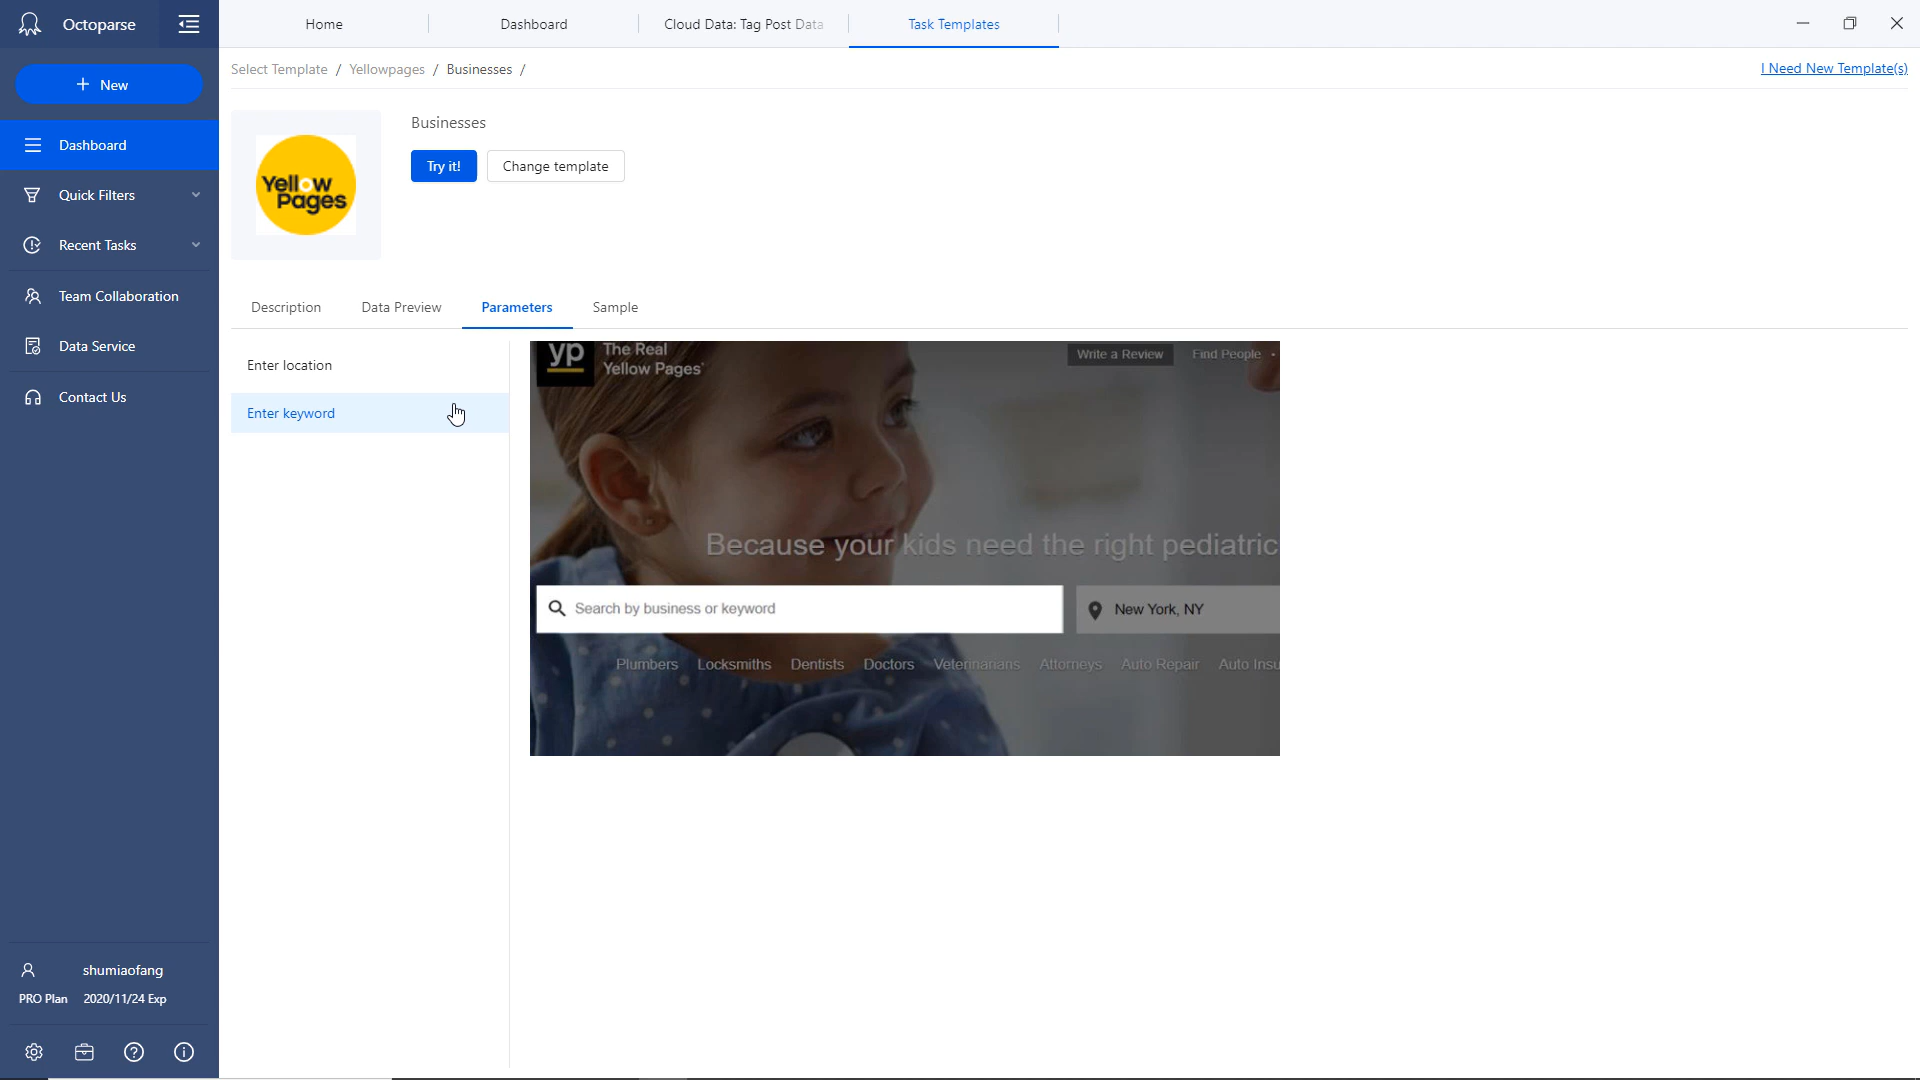 Octoparse
Home
Dashboard
Cloud Data: Tag Post Data
Task Templates
New
Select Template / Yellowpages / Businesses /
I Need New Template(s)
Dashboard
Quick Filters
Recent Tasks
Team Collaboration
Data Service
Contact Us
Yellow
Pages
Businesses
Try it!
Change template
Description
Data Preview
Parameters
Sample
Enter location
Enter keyword
yp
The Real
Yellow Pages
Write a Review
Find People
Because your kids need the right pediatric
Search by business or keyword
New York, NY
Plumbers Locksmiths Dentists Doctors Veterinarians Attorneys Auto Repair Auto Insu
shumiaofang
PRO Plan 2020/11/24 Exp